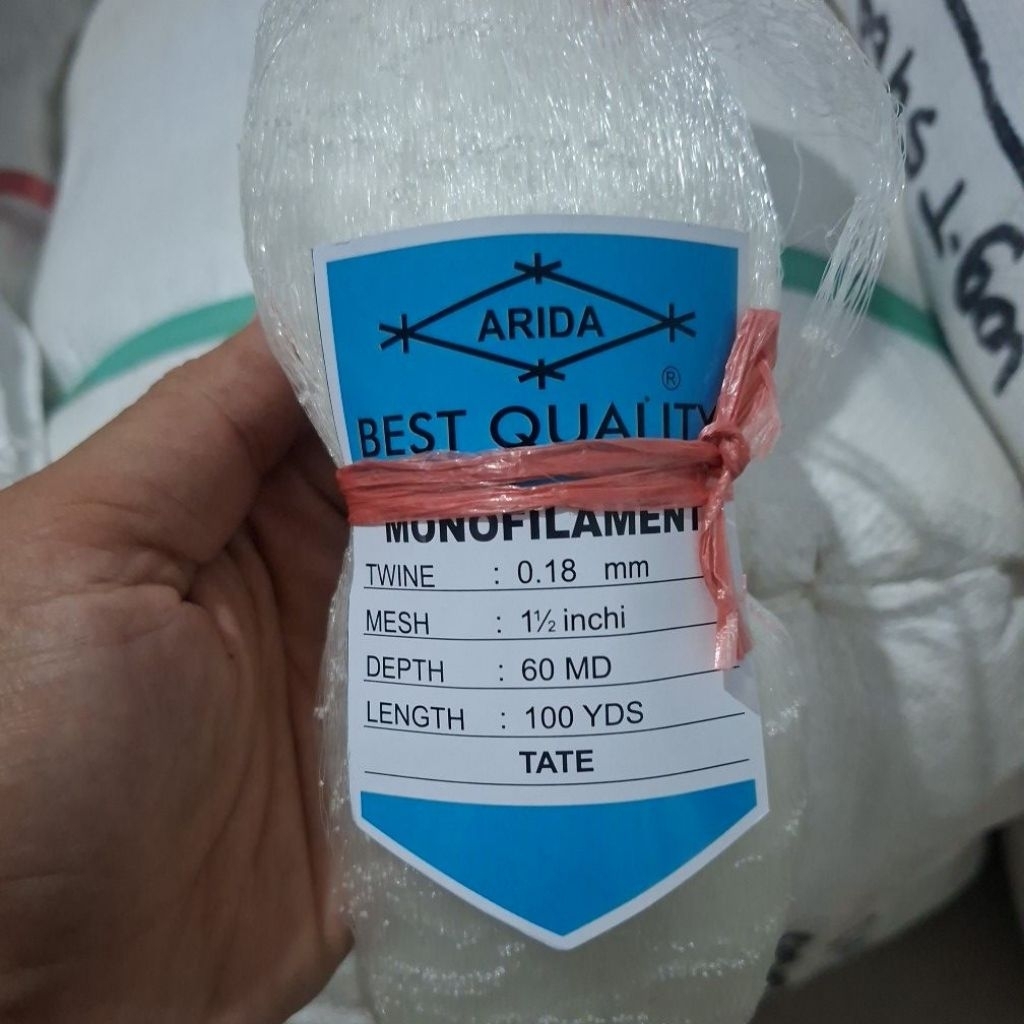 ARIDA
®
BEST QUALITY
MONOFILAMENT
TWINE : 0.18 mm
MESH : 1½ inchi
DEPTH : 60 MD
LENGTH : 100 YDS
TATE